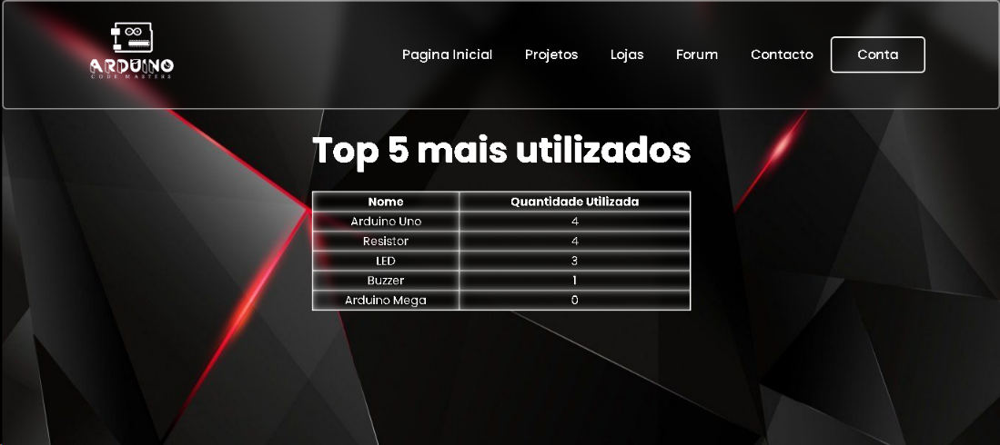 ARDUINO
CODE MASTERS
Pagina Inicial Projetos Lojas Forum Contacto Conta
Top 5 mais utilizados
Nome Quantidade Utilizada
Arduino Uno 4
Resistor 4
LED 3
Buzzer 1
Arduino Mega 0